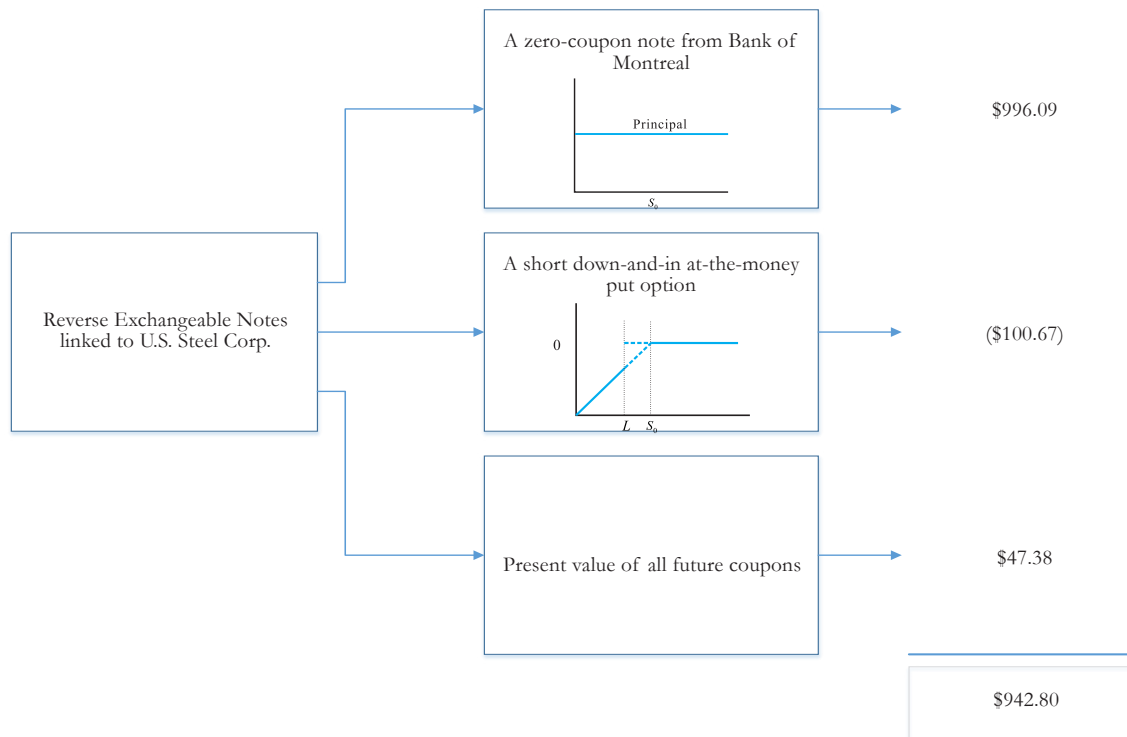 A zero-coupon note from Bank of
Montreal
Principal
S₀
$996.09
Reverse Exchangeable Notes
linked to U.S. Steel Corp.
A short down-and-in at-the-money
put option
0
L S₀
($100.67)
Present value of all future coupons
$47.38
$942.80